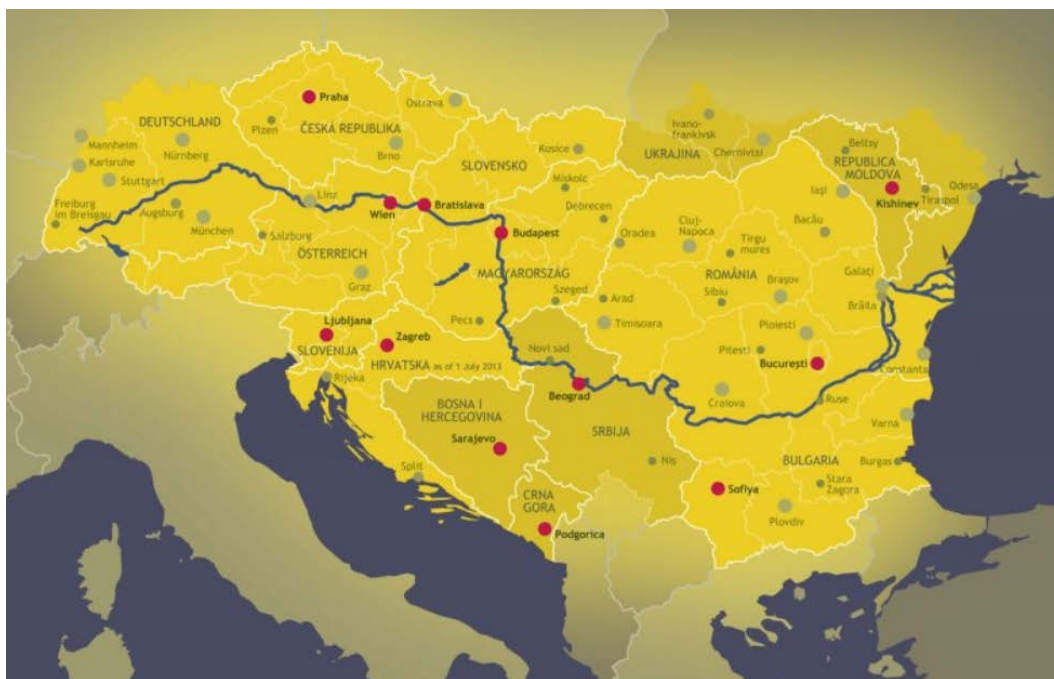 Praha
Ostrava
DEUTSCHLAND
Plzen
ČESKÁ REPUBLIKA
Mannheim
Nürnberg
Brno
Karlsruhe
Stuttgart
SLOVENSKO
Kosice
Ivano-
frankivsk
UKRAJINA
Chernivtsi
Beltsy
REPUBLICA
MOLDOVA
Kishinev
Tiraspol
Odesa
Iaşi
Freiburg
im Breisgau
Augsburg
München
Linz
Salzburg
Wien
Bratislava
Miskolc
Debrecen
Budapest
Oradea
Cluj-
Napoca
Tirgu
mures
Bacău
ÖSTERREICH
Graz
MAGYARORSZÁG
Szeged
Arad
ROMÂNIA
Sibiu
Braşov
Galaţi
Brăila
Ljubljana
SLOVENIJA
Zagreb
Pecs
Timisoara
Ploiesti
Piteşti
Bucureşti
Constanta
HRVATSKA as of 1 July 2013
Rijeka
Novi sad
Beograd
Craiova
Ruse
BOSNA I
HERCEGOVINA
Sarajevo
SRBIJA
Varna
Split
Nis
BULGARIA
Burgas
Stara
Zagora
Sofiya
Plovdiv
CRNA
GORA
Podgorica